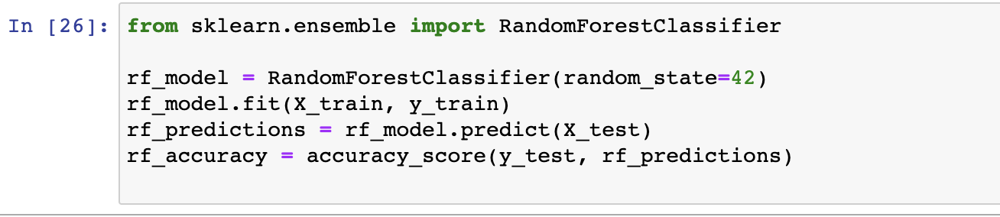 In [26]: from sklearn.ensemble import RandomForestClassifier
rf_model = RandomForestClassifier(random_state=42)
rf_model.fit(X_train, y_train)
rf_predictions = rf_model.predict(X_test)
rf_accuracy = accuracy_score(y_test, rf_predictions)